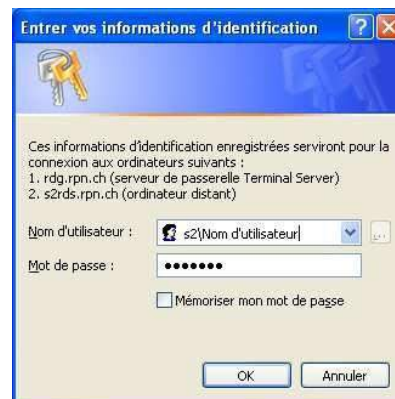 Entrer vos informations d'identification
Ces informations d'identification enregistrées serviront pour la
connexion aux ordinateurs suivants :
1. rdg.rpn.ch (serveur de passerelle Terminal Server)
2. s2rds.rpn.ch (ordinateur distant)
Nom d'utilisateur : s2\Nom d'utilisateur
Mot de passe : •••••••
Mémoriser mon mot de passe
OK Annuler